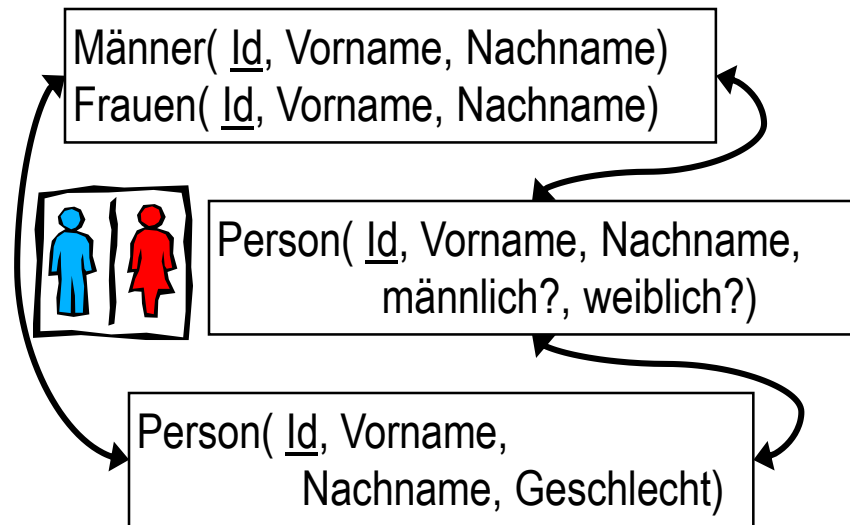 Männer( Id, Vorname, Nachname)
Frauen( Id, Vorname, Nachname)
Person( Id, Vorname, Nachname,
männlich?, weiblich?)
Person( Id, Vorname,
Nachname, Geschlecht)